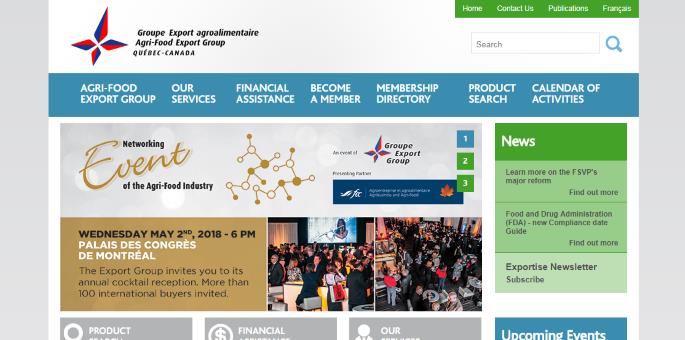 Home Contact Us Publications Français
Groupe Export agroalimentaire
Agri-Food Export Group
QUÉBEC-CANADA
Search
AGRI-FOOD
EXPORT GROUP
OUR
SERVICES
FINANCIAL
ASSISTANCE
BECOME
A MEMBER
MEMBERSHIP
DIRECTORY
PRODUCT
SEARCH
CALENDAR OF
ACTIVITIES
Networking
Event
of the Agri-Food Industry
An event of
Groupe
Export
Group
Presenting Partner
fcc
Agroentreprise et agroalimentaire
Agribusiness and Agri-Food
1
2
3
WEDNESDAY MAY 2ND, 2018 - 6 PM
PALAIS DES CONGRÈS
DE MONTRÉAL
The Export Group invites you to its
annual cocktail reception. More than
100 international buyers invited.
News
Learn more on the FSVP's
major reform
Find out more
Food and Drug Administration
(FDA) - new Compliance date
Guide
Find out more
Exportise Newsletter
Subscribe
PRODUCT
SEARCH
FINANCIAL
ASSISTANCE
OUR
SERVICES
Upcoming Events